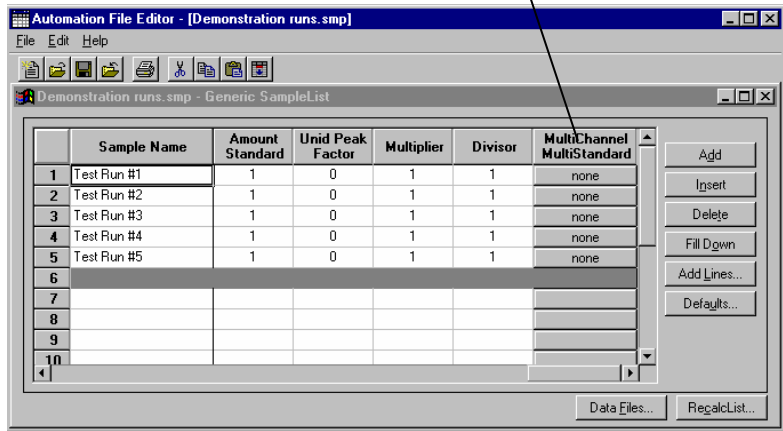 Automation File Editor - [Demonstration runs.smp]
File Edit Help
Demonstration runs.smp - Generic SampleList
Sample Name Amount Standard Unid Peak Factor Multiplier Divisor MultiChannel MultiStandard
1 Test Run #1 1 0 1 1 none
2 Test Run #2 1 0 1 1 none
3 Test Run #3 1 0 1 1 none
4 Test Run #4 1 0 1 1 none
5 Test Run #5 1 0 1 1 none
6
7
8
9
10
Add
Insert
Delete
Fill Down
Add Lines...
Defaults...
Data Files... RecalcList...